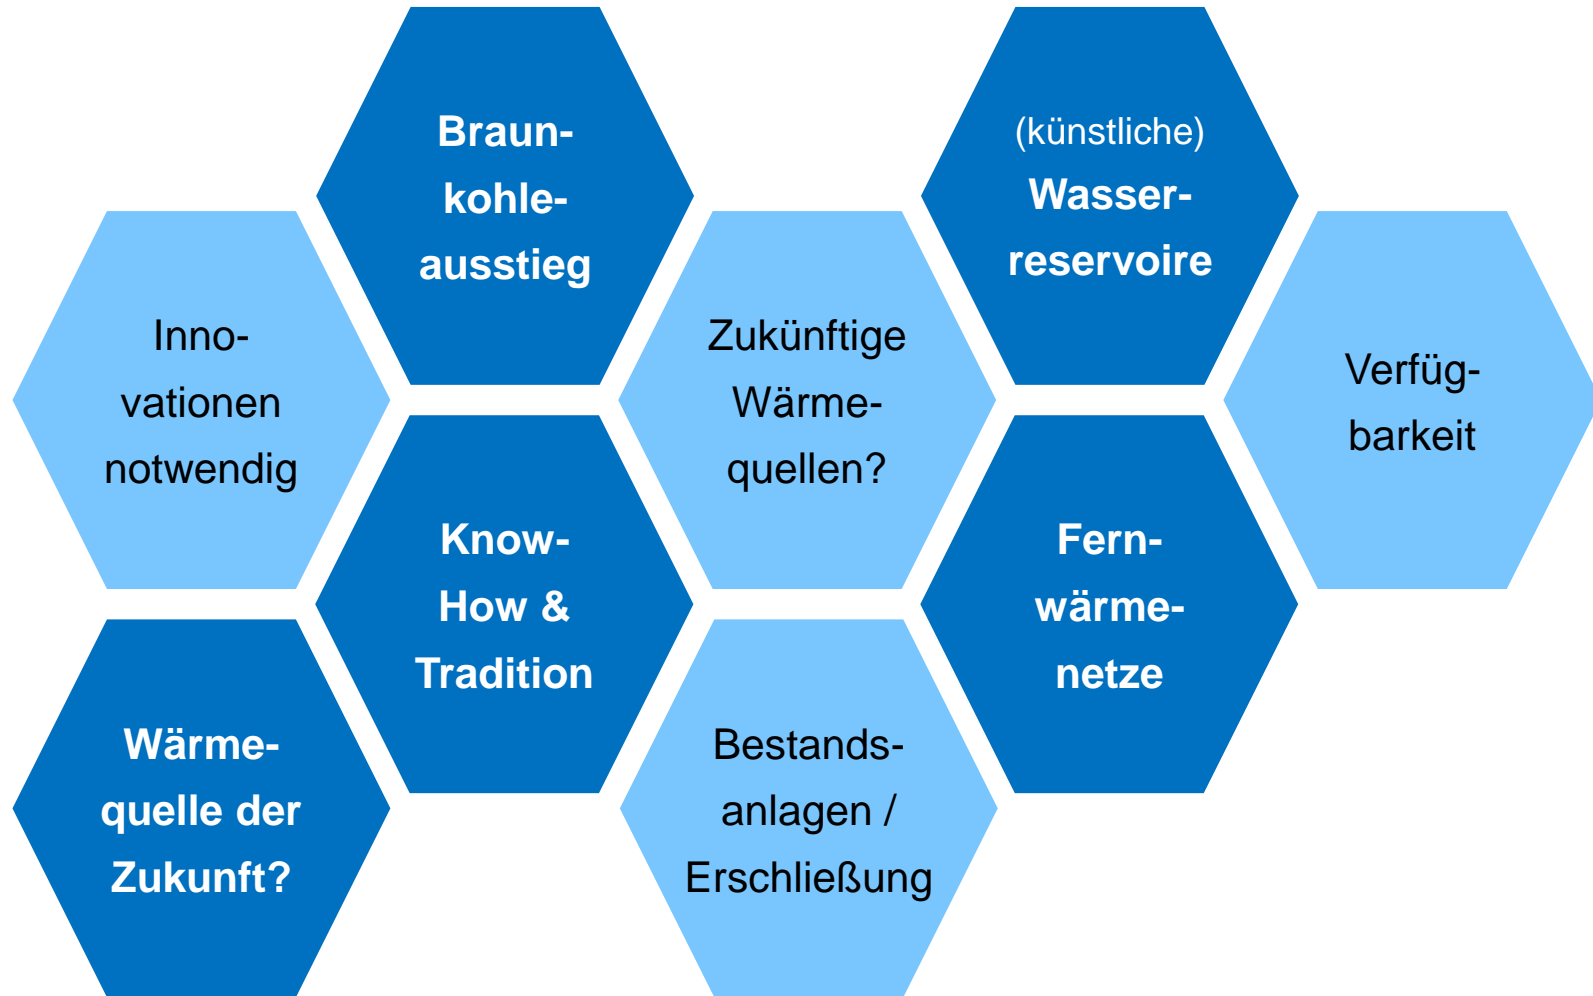 Braun-
kohle-
ausstieg
(künstliche)
Wasser-
reservoire
Inno-
vationen
notwendig
Zukünftige
Wärme-
quellen?
Verfüg-
barkeit
Know-
How &
Tradition
Fern-
wärme-
netze
Wärme-
quelle der
Zukunft?
Bestands-
anlagen /
Erschließung